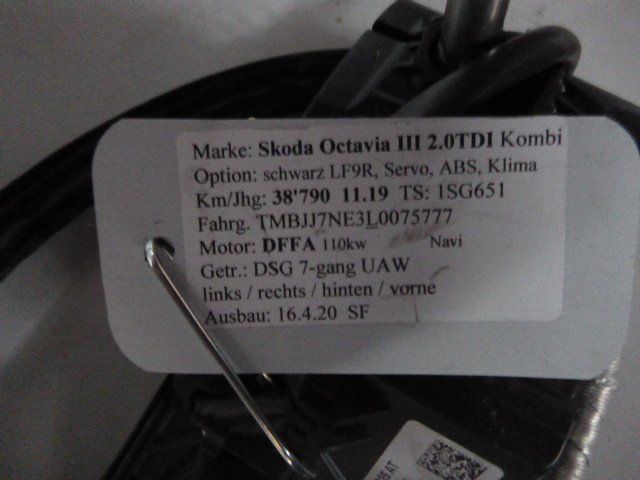 Marke: Skoda Octavia III 2.0TDI Kombi
Option: schwarz LF9R, Servo, ABS, Klima
Km/Jhg: 38'790 11.19 TS: 1SG651
Fahrg. TMBJJ7NE3L0075777
Motor: DFFA 110kw Navi
Getr.: DSG 7-gang UAW
links / rechts / hinten / vorne
Ausbau: 16.4.20 SF